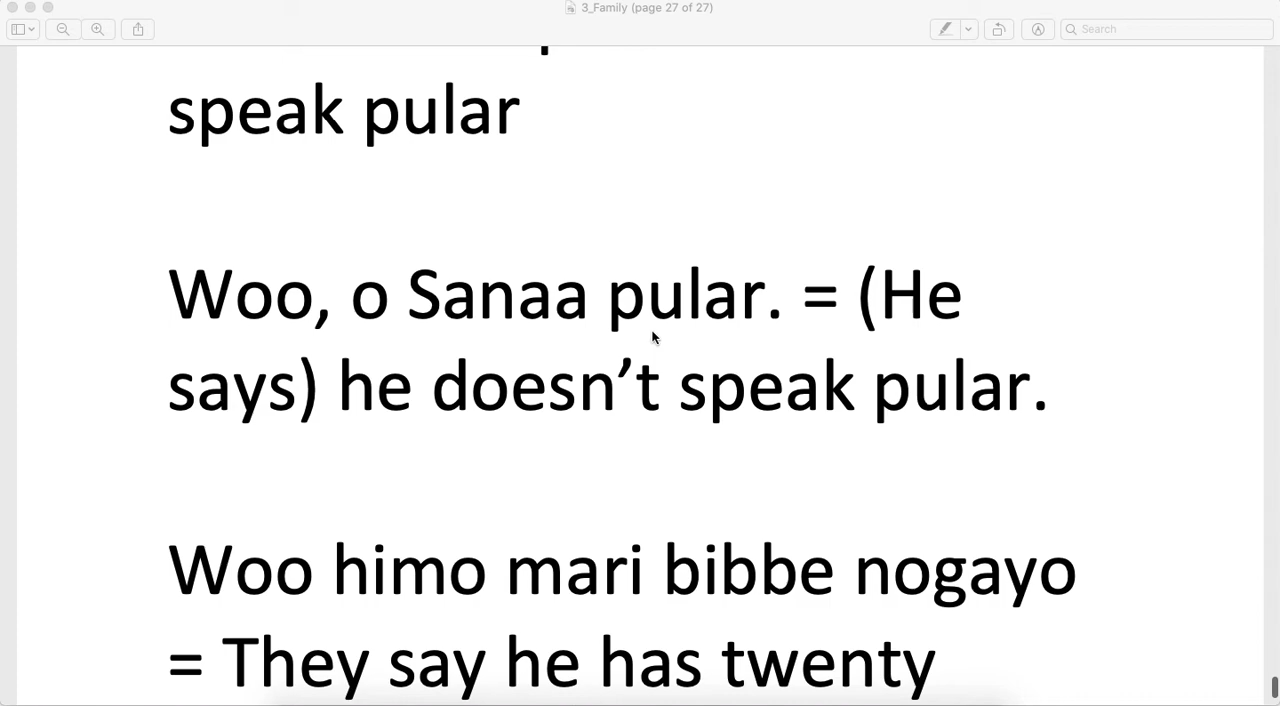 3_Family (page 27 of 27)
Search
speak pular
Woo, o Sanaa pular. = (He
says) he doesn’t speak pular.
Woo himo mari bibbe nogayo
= They say he has twenty